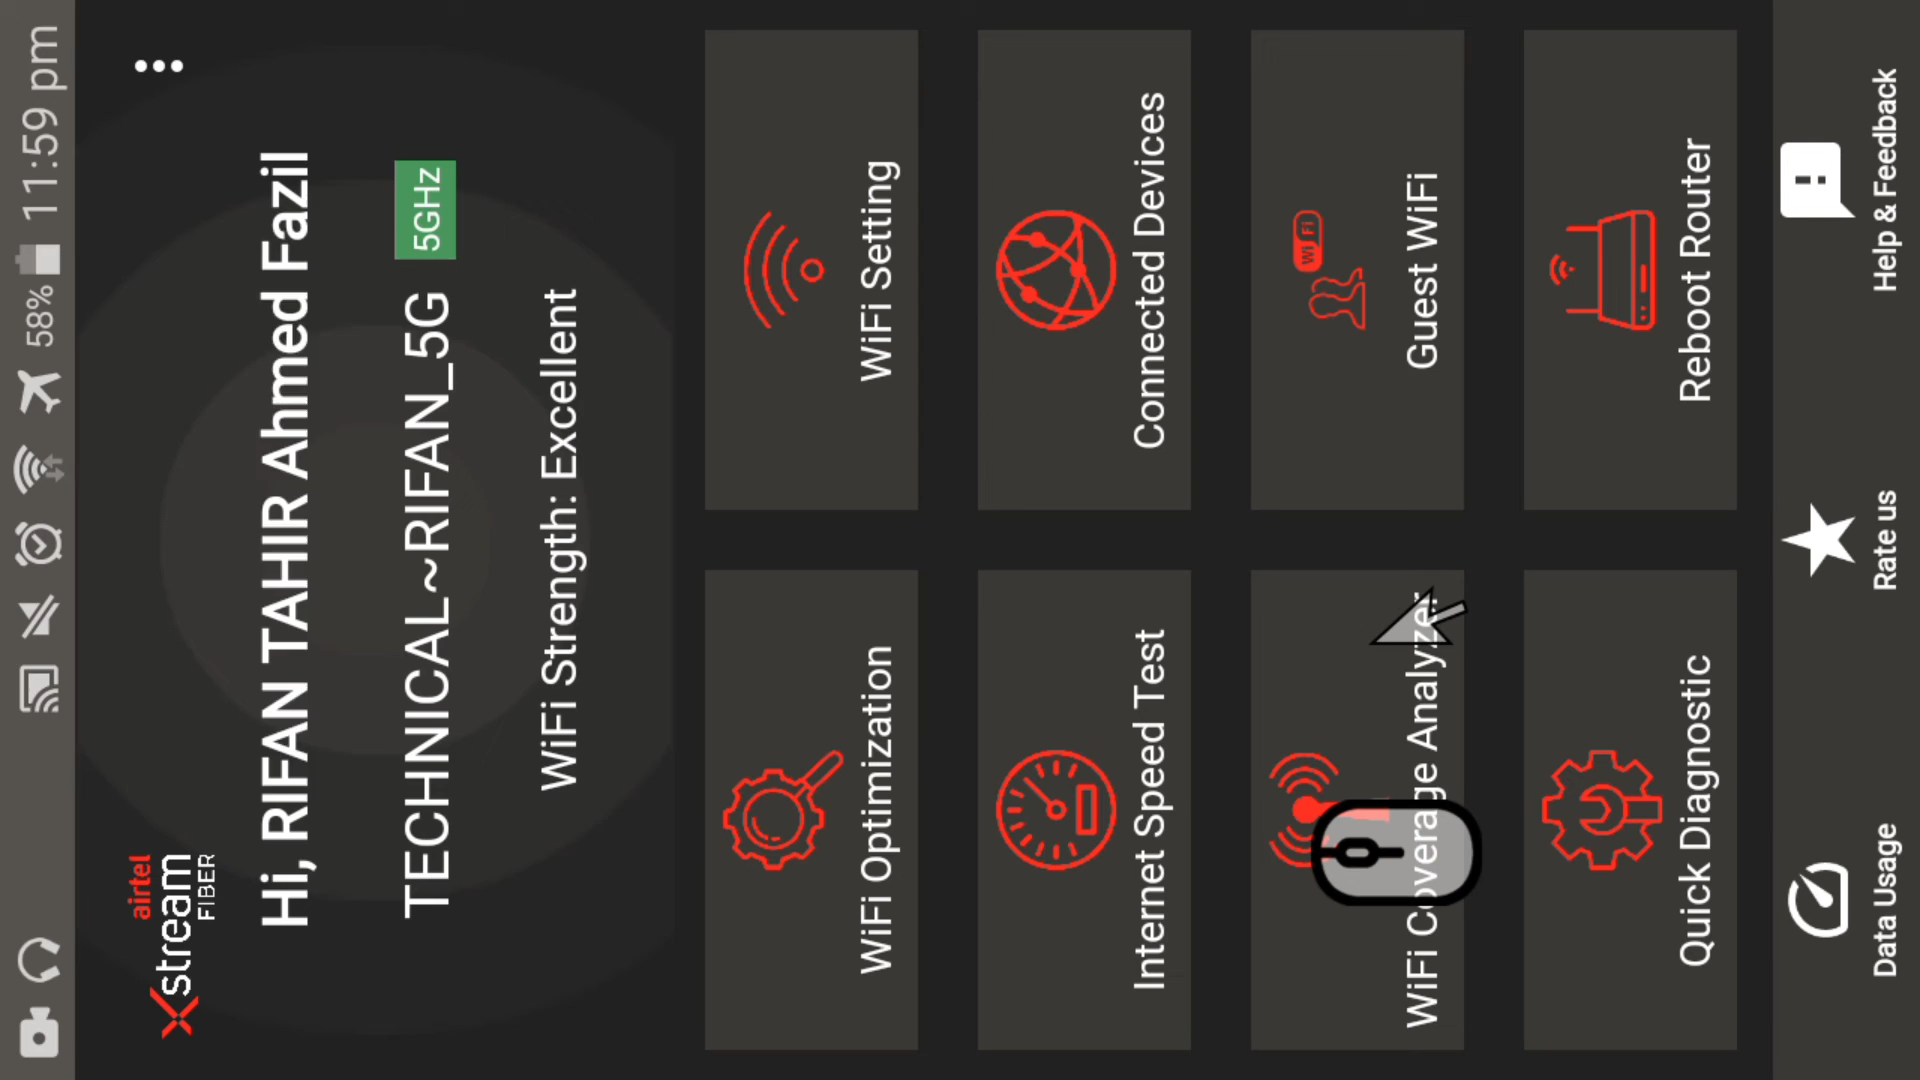 58% 11:59 pm
airtel
Xstream
FIBER
Hi, RIFAN TAHIR Ahmed Fazil
TECHNICAL~RIFAN_5G 5GHz
WiFi Strength: Excellent
WiFi Optimization
WiFi Setting
Internet Speed Test
Connected Devices
WiFi Coverage Analyzer
Wi Fi
Guest WiFi
Quick Diagnostic
Reboot Router
Data Usage
Rate us
Help & Feedback